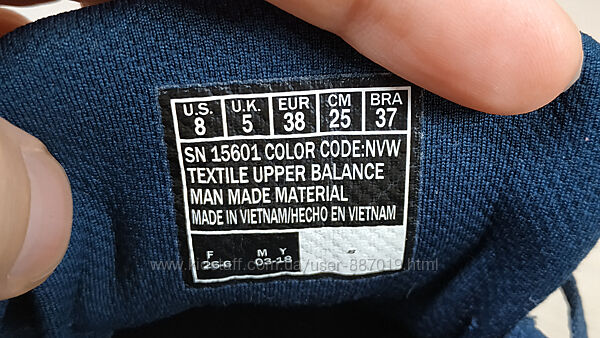 U.S. U.K. EUR CM BRA
8 5 38 25 37
SN 15601 COLOR CODE:NVW
TEXTILE UPPER BALANCE
MAN MADE MATERIAL
MADE IN VIETNAM/HECHO EN VIETNAM
F M Y
26-6 03-18